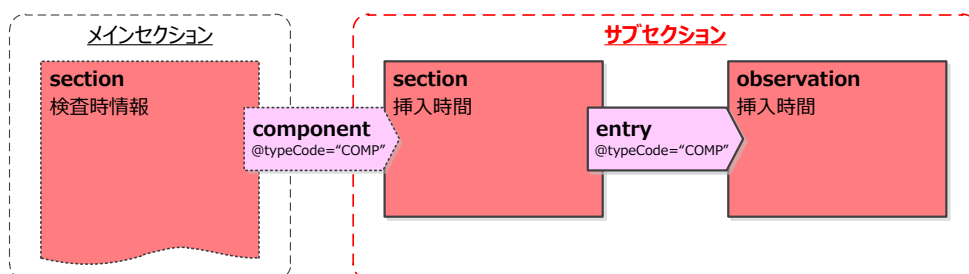 メインセクション
section
検査時情報
component
@typeCode=“COMP”
サブセクション
section
挿入時間
entry
@typeCode=“COMP”
observation
挿入時間